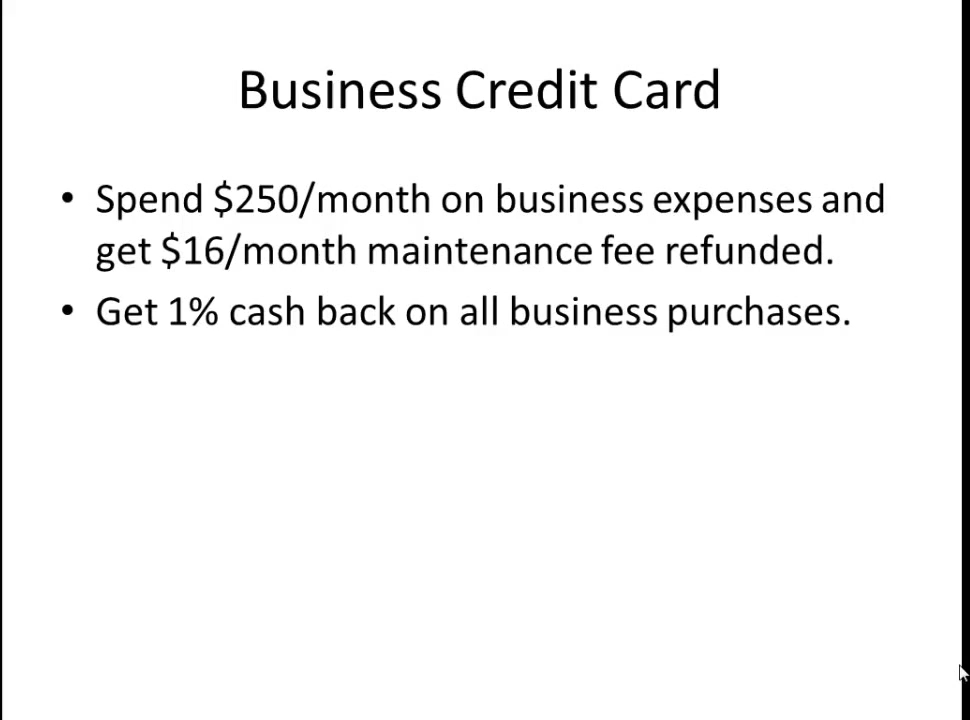 Business Credit Card
• Spend $250/month on business expenses and
get $16/month maintenance fee refunded.
• Get 1% cash back on all business purchases.